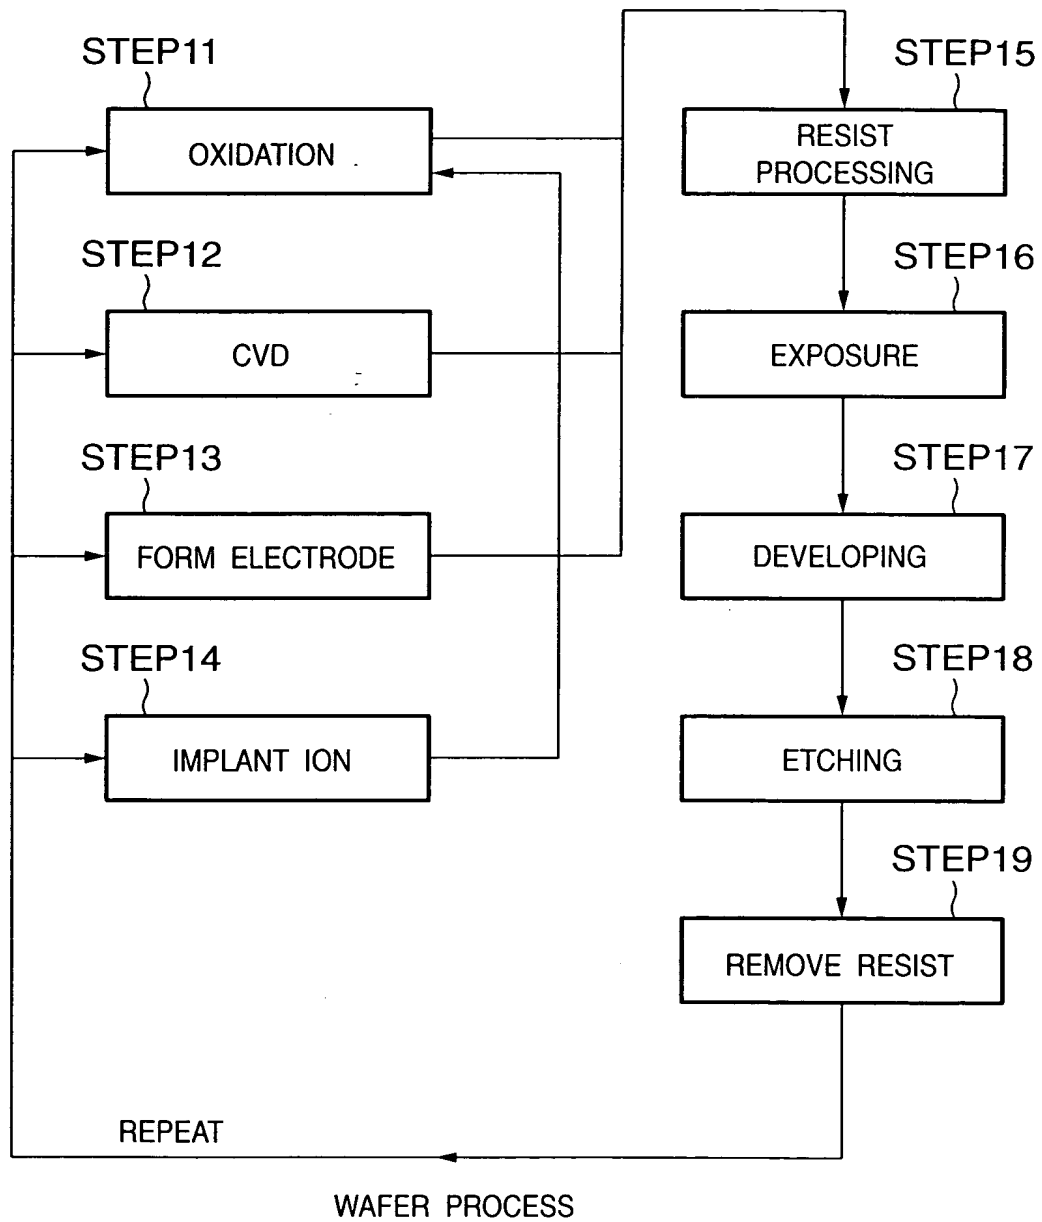 STEP11
OXIDATION
STEP12
CVD
STEP13
FORM ELECTRODE
STEP14
IMPLANT ION
STEP15
RESIST
PROCESSING
STEP16
EXPOSURE
STEP17
DEVELOPING
STEP18
ETCHING
STEP19
REMOVE RESIST
REPEAT
WAFER PROCESS